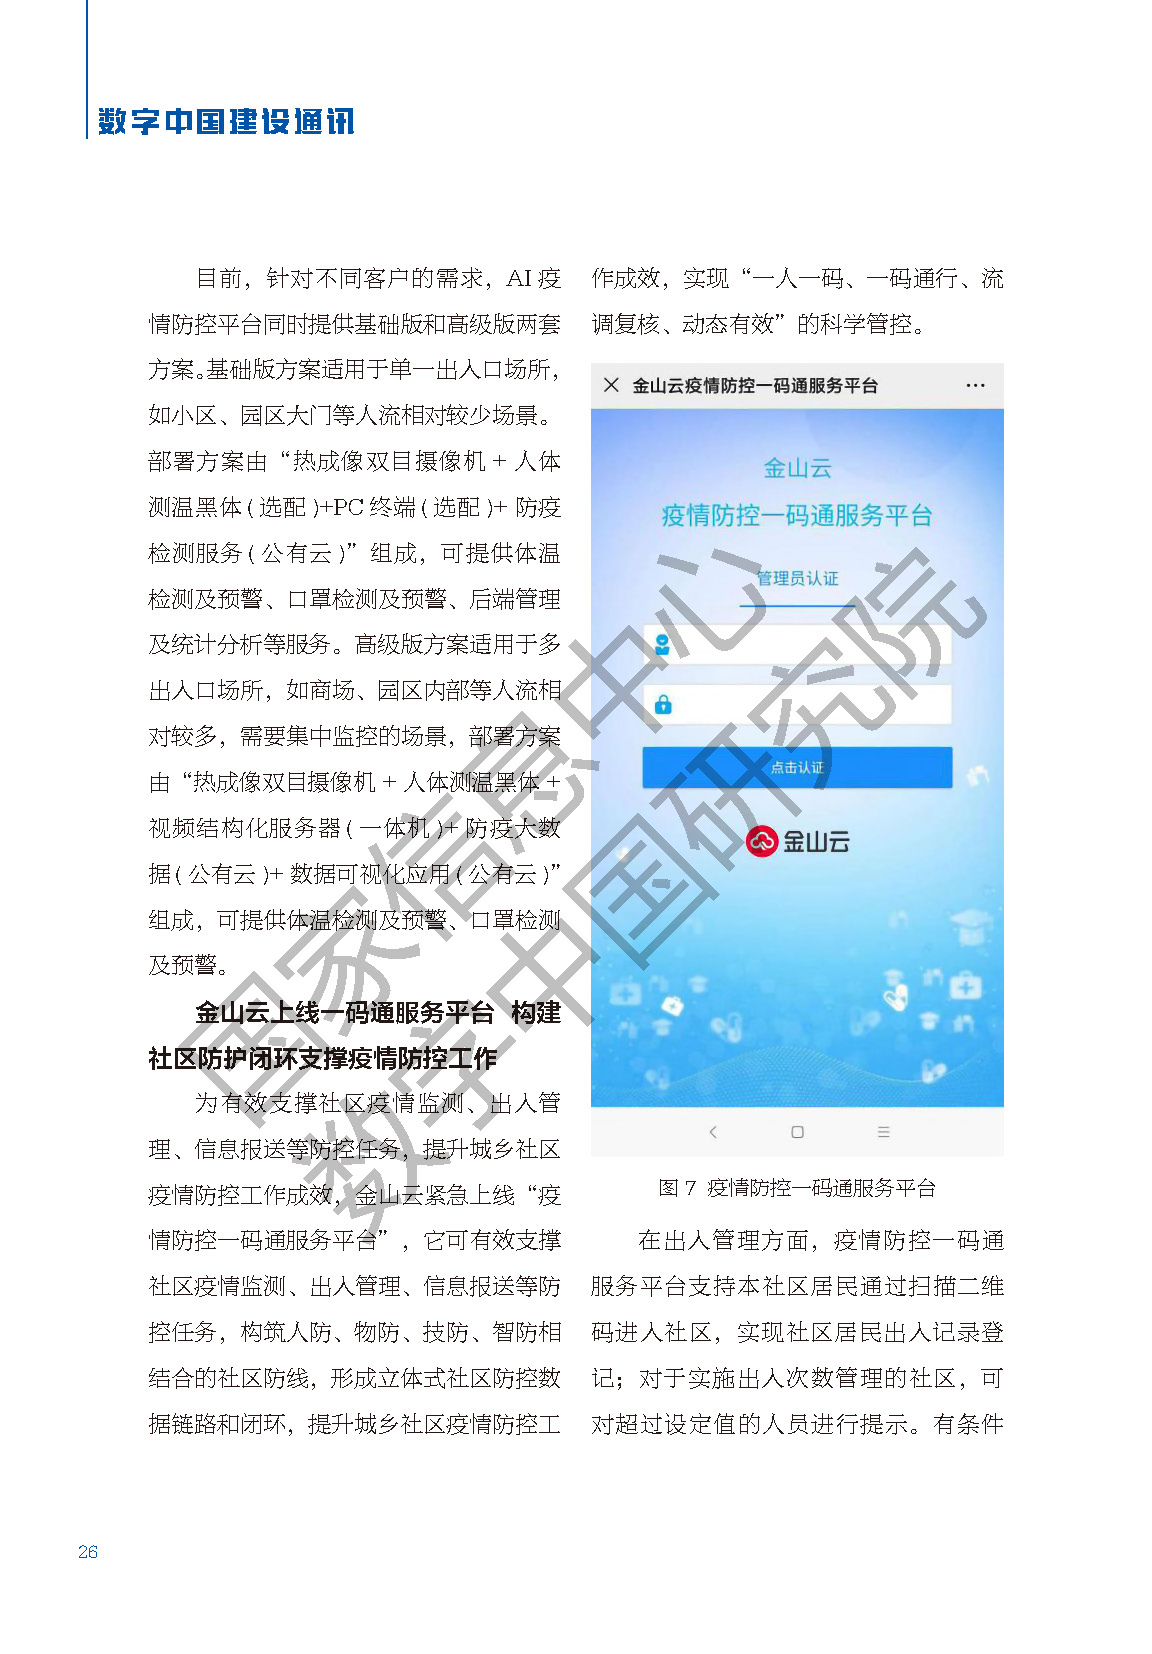 数字中国建设通讯
目前，针对不同客户的需求，AI 疫
情防控平台同时提供基础版和高级版两套
方案。基础版方案适用于单一出入口场所，
如小区、园区大门等人流相对较少场景。
部署方案由“热成像双目摄像机 + 人体
测温黑体 ( 选配 )+PC 终端 ( 选配 )+ 防疫
检测服务 ( 公有云 )”组成，可提供体温
检测及预警、口罩检测及预警、后端管理
及统计分析等服务。高级版方案适用于多
出入口场所，如商场、园区内部等人流相
对较多，需要集中监控的场景，部署方案
由“热成像双目摄像机 + 人体测温黑体 +
视频结构化服务器 ( 一体机 )+ 防疫大数
据 ( 公有云 )+ 数据可视化应用 ( 公有云 )”
组成，可提供体温检测及预警、口罩检测
及预警。
金山云上线一码通服务平台 构建
社区防护闭环支撑疫情防控工作
为有效支撑社区疫情监测、出入管
理、信息报送等防控任务，提升城乡社区
疫情防控工作成效，金山云紧急上线“疫
情防控一码通服务平台”，它可有效支撑
社区疫情监测、出入管理、信息报送等防
控任务，构筑人防、物防、技防、智防相
结合的社区防线，形成立体式社区防控数
据链路和闭环，提升城乡社区疫情防控工
作成效，实现“一人一码、一码通行、流
调复核、动态有效”的科学管控。
金山云疫情防控一码通服务平台
金山云
疫情防控一码通服务平台
管理员认证
点击认证
金山云
图 7 疫情防控一码通服务平台
在出入管理方面，疫情防控一码通
服务平台支持本社区居民通过扫描二维
码进入社区，实现社区居民出入记录登
记；对于实施出入次数管理的社区，可
对超过设定值的人员进行提示。有条件
26
国家信息中心
数字中国研究院